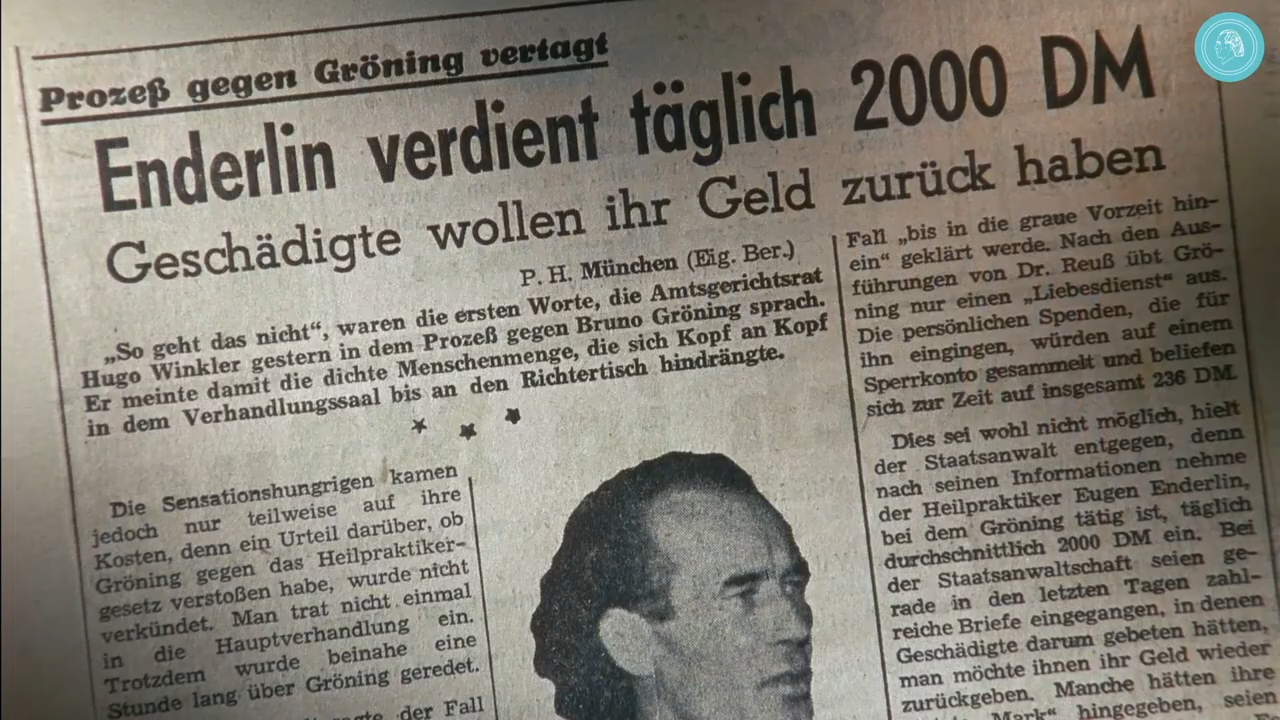 Prozeß gegen Gröning vertagt
Enderlin verdient täglich 2000 DM
Geschädigte wollen ihr Geld zurück haben
P. H. München (Eig. Ber.)
„So geht das nicht“, waren die ersten Worte, die Amtsgerichtsrat
Hugo Winkler gestern in dem Prozeß gegen Bruno Gröning sprach.
Er meinte damit die dichte Menschenmenge, die sich Kopf an Kopf
in dem Verhandlungssaal bis an den Richtertisch hindrängte.
Die Sensationshungrigen kamen
jedoch nur teilweise auf ihre
Kosten, denn ein Urteil darüber, ob
Gröning gegen das Heilpraktiker-
gesetz verstoßen habe, wurde nicht
verkündet. Man trat nicht einmal
in die Hauptverhandlung ein.
Trotzdem wurde beinahe eine
Stunde lang über Gröning geredet.
der Fall
Fall „bis in die graue Vorzeit hin-
ein“ geklärt werde. Nach den Aus-
führungen von Dr. Reuß übt Grö-
ning nur einen „Liebesdienst“ aus.
Die persönlichen Spenden, die für
ihn eingingen, würden auf einem
Sperrkonto gesammelt und beliefen
sich zur Zeit auf insgesamt 236 DM.
Dies sei wohl nicht möglich, hielt
der Staatsanwalt entgegen, denn
nach seinen Informationen nehme
der Heilpraktiker Eugen Enderlin,
bei dem Gröning tätig ist, täglich
durchschnittlich 2000 DM ein. Bei
der Staatsanwaltschaft seien ge-
rade in den letzten Tagen zahl-
reiche Briefe eingegangen, in denen
Geschädigte darum gebeten hätten,
man möchte ihnen ihr Geld wieder
zurückgeben. Manche hätten ihre
Mark“ hingegeben, seien